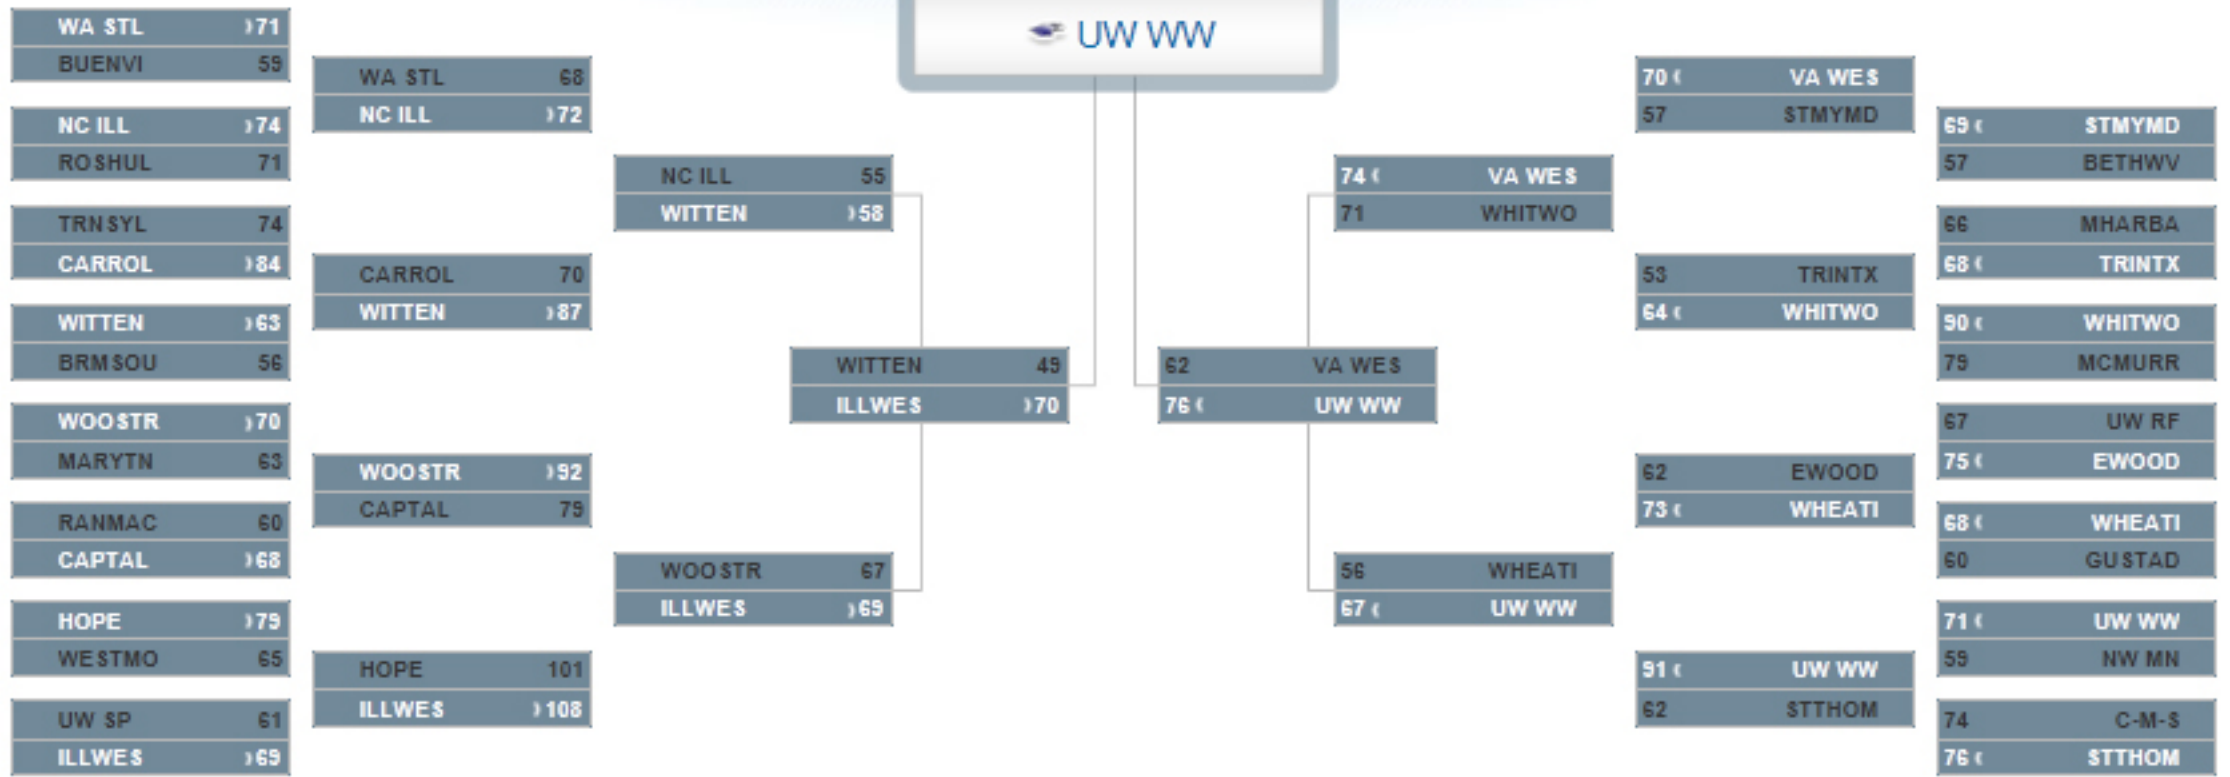 UW WW
WA STL 71
BUENVI 59
NC ILL 74
ROSHUL 71
TRNSYL 74
CARROL 84
WITTEN 63
BRMSOU 56
WOOSTR 70
MARYTN 63
RANMAC 60
CAPTAL 68
HOPE 79
WESTMO 65
UW SP 61
ILLWES 69
WA STL 68
NC ILL 72
CARROL 70
WITTEN 87
WOOSTR 92
CAPTAL 79
HOPE 101
ILLWES 108
NC ILL 55
WITTEN 58
WOOSTR 67
ILLWES 69
WITTEN 49
ILLWES 70
62 VA WES
76 UW WW
74 VA WES
71 WHITWO
56 WHEATI
67 UW WW
70 VA WES
57 STMYMD
53 TRINTX
64 WHITWO
62 EWOOD
73 WHEATI
91 UW WW
62 STTHOM
69 STMYMD
57 BETHWV
66 MHARBA
68 TRINTX
90 WHITWO
79 MCMURR
67 UW RF
75 EWOOD
68 WHEATI
60 GUSTAD
71 UW WW
59 NW MN
74 C-M-S
76 STTHOM